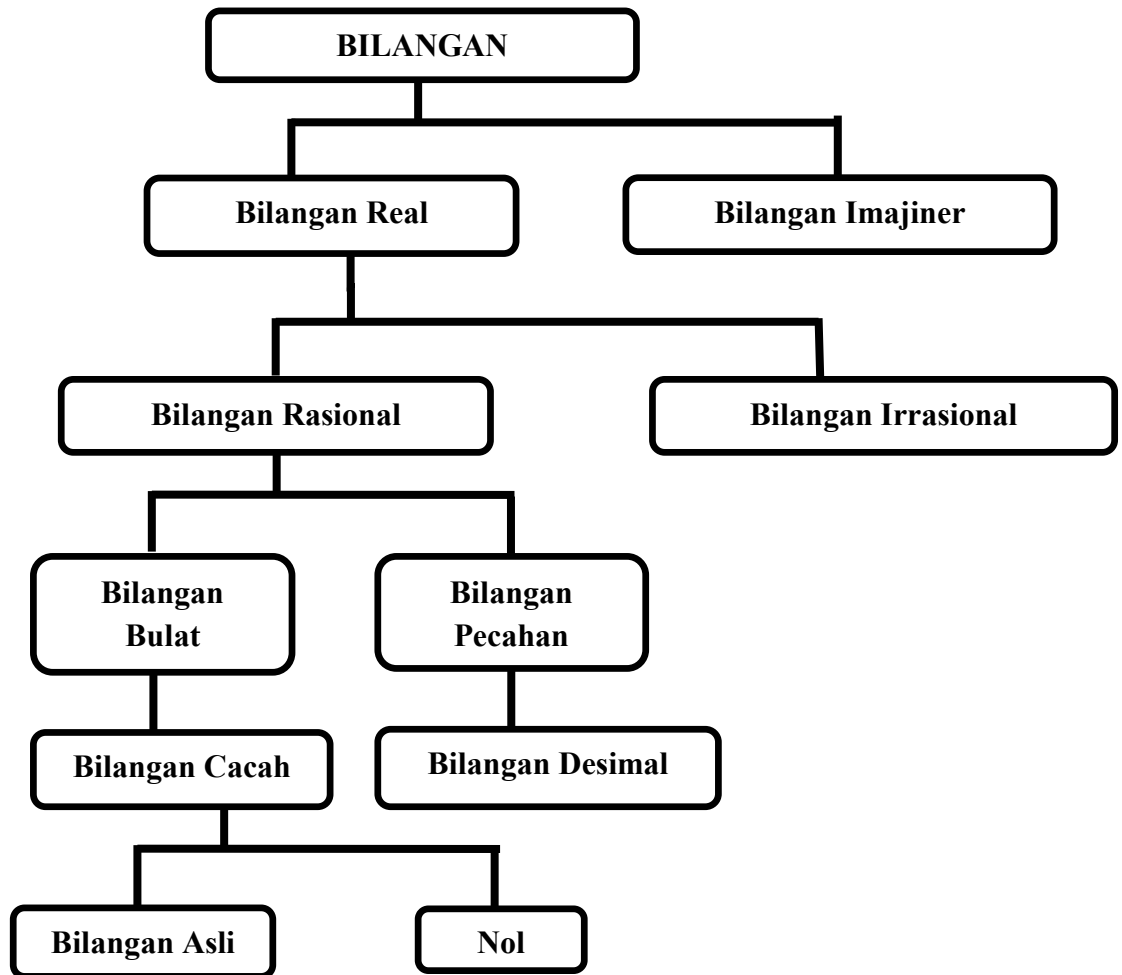 BILANGAN
Bilangan Real
Bilangan Imajiner
Bilangan Rasional
Bilangan Irrasional
Bilangan
Bulat
Bilangan
Pecahan
Bilangan Cacah
Bilangan Desimal
Bilangan Asli
Nol